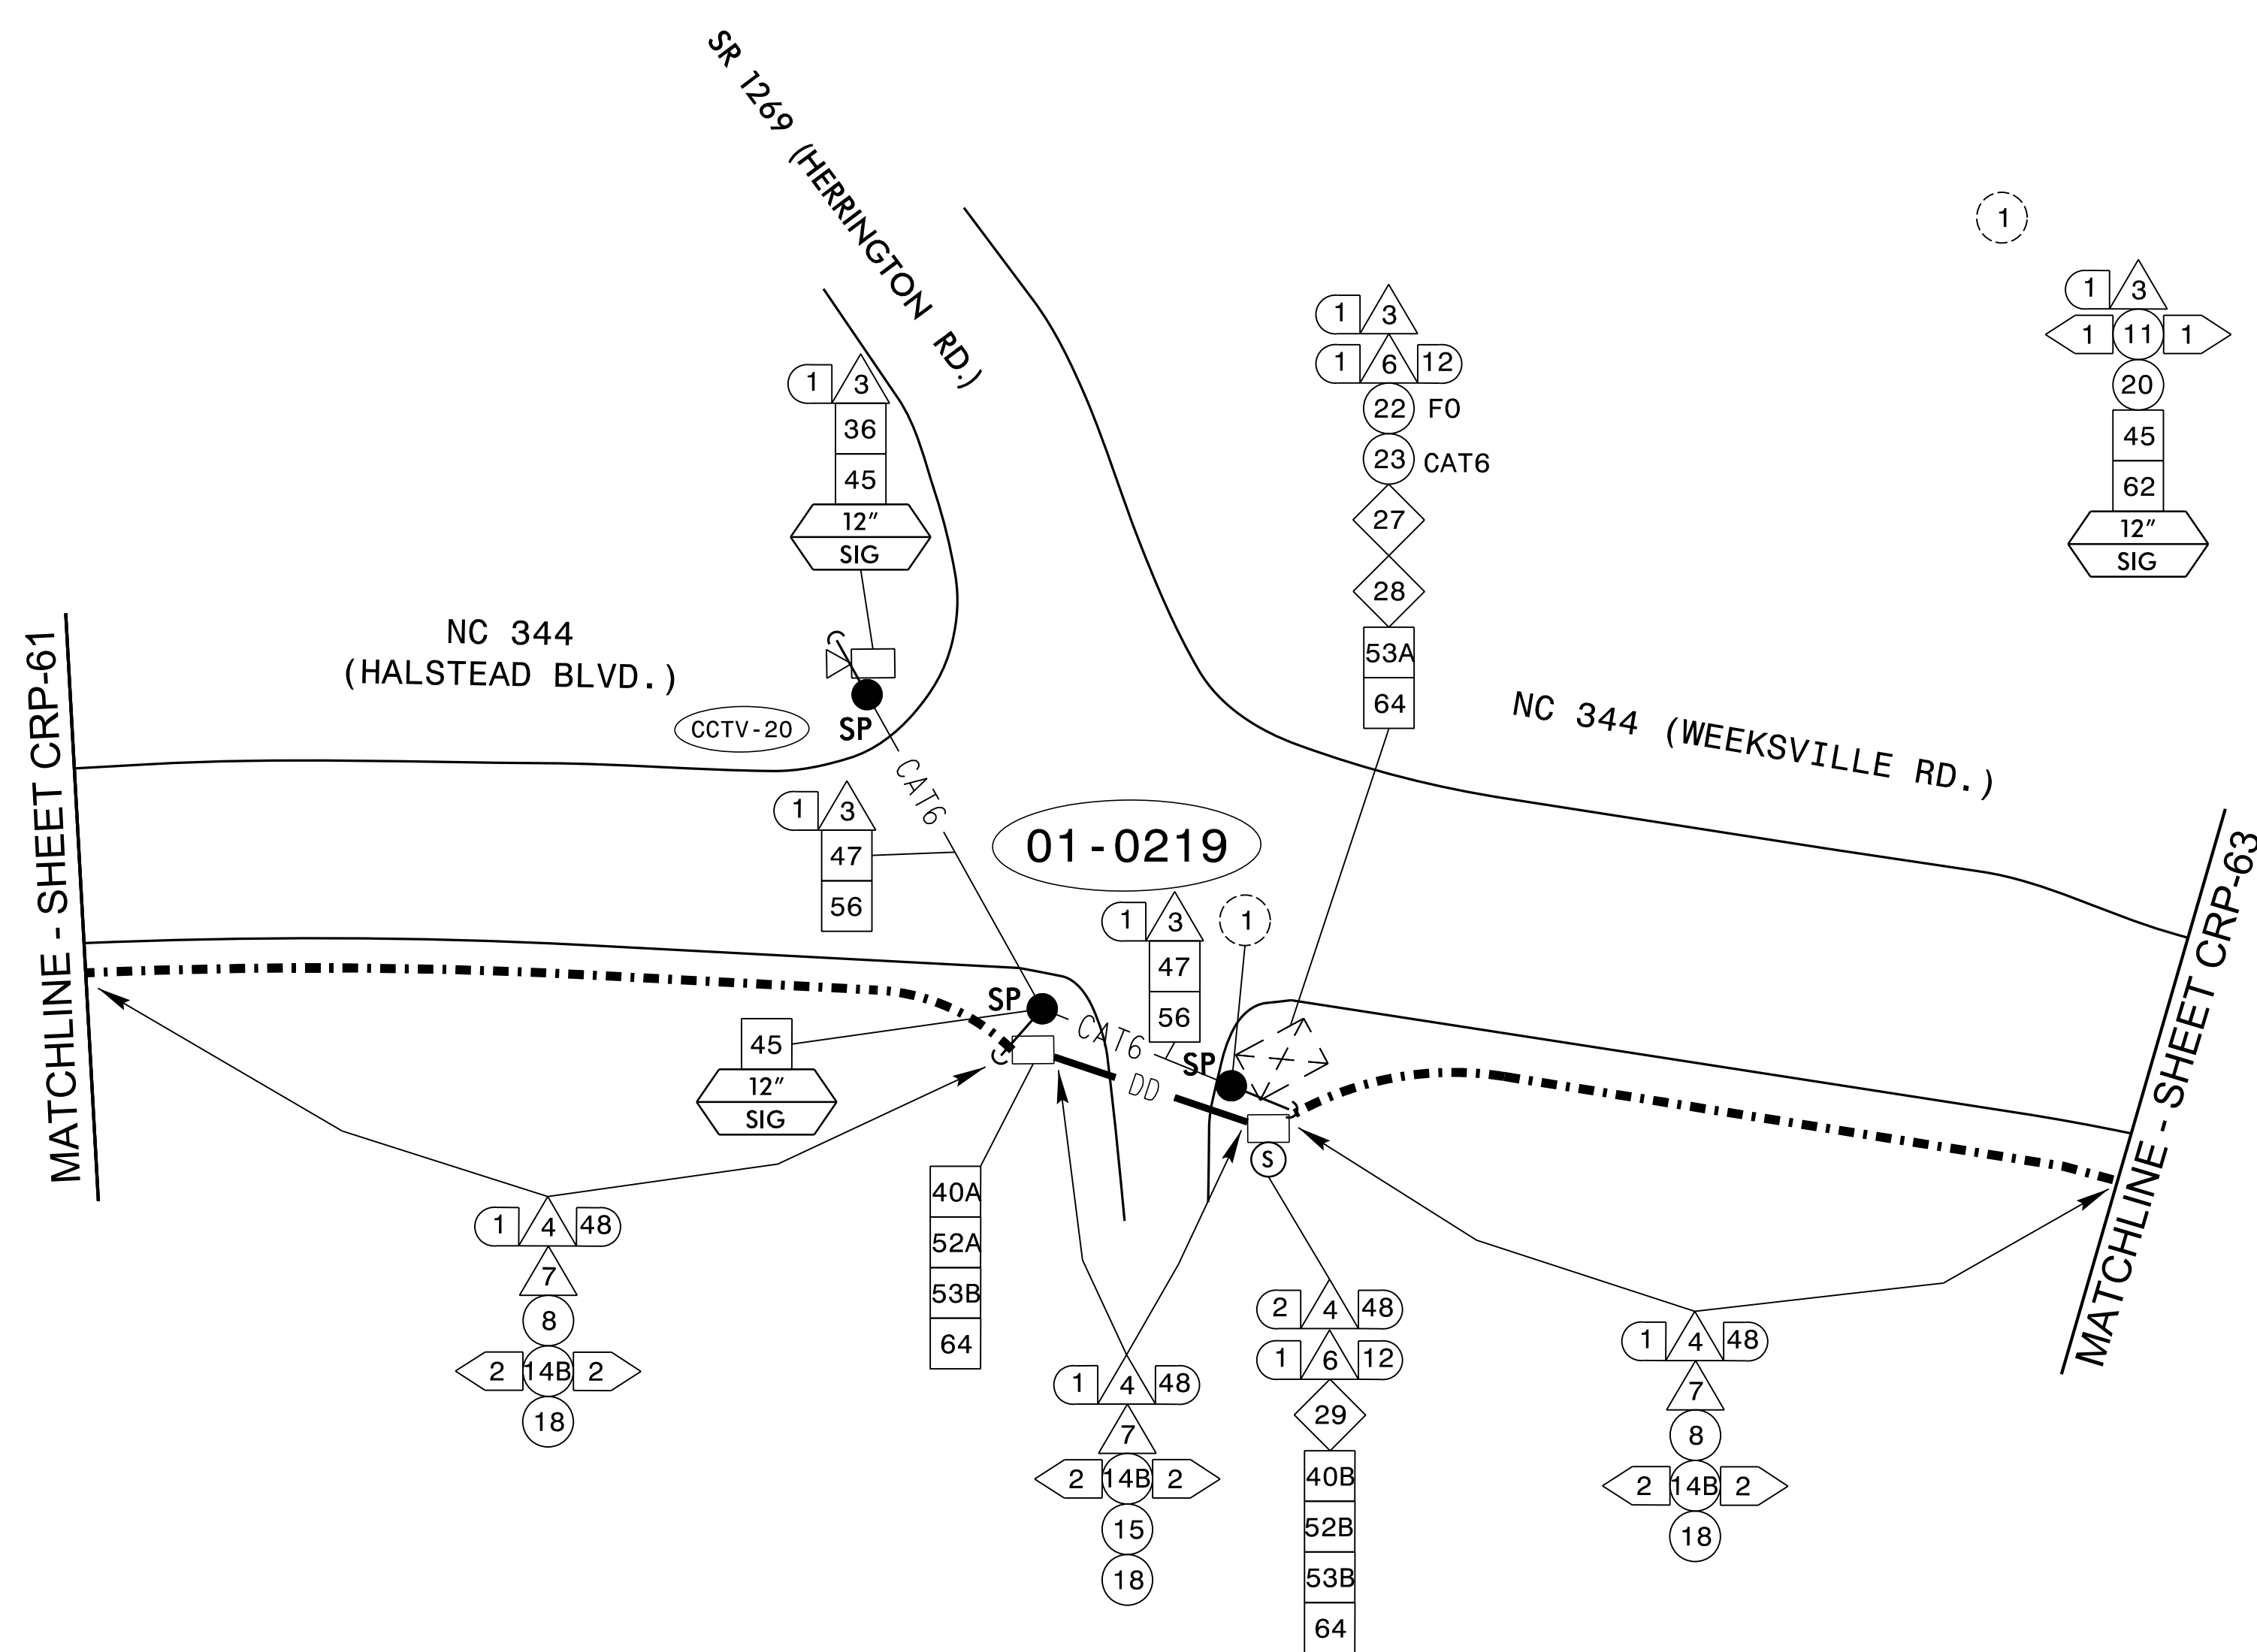 SR 1269 (HERRINGTON RD.)
1
1 3
1 11 1
20
45
62
12"
SIG
1 3
1 6 12
22 FO
23 CAT6
27
28
53A
64
1 3
36
45
12"
SIG
NC 344
(HALSTEAD BLVD.)
CCTV-20
SP
NC 344 (WEEKSVILLE RD.)
MATCHLINE - SHEET CRP-61
CAT6
1 3
47
56
01-0219
1 3
47
56
1
MATCHLINE - SHEET CRP-63
SP
CAT6
SP
DD
S
45
12"
SIG
1 4 48
7
8
2 14B 2
18
40A
52A
53B
64
1 4 48
7
2 14B 2
15
18
2 4 48
1 6 12
29
40B
52B
53B
64
1 4 48
7
8
2 14B 2
18